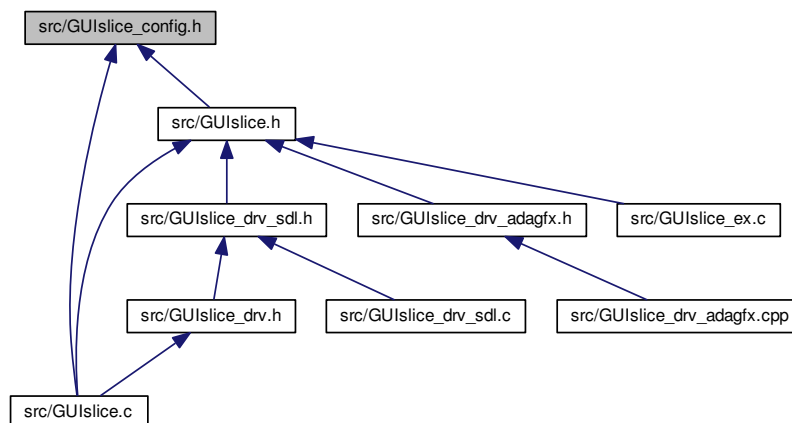 src/GUIslice_config.h
src/GUIslice.h
src/GUIslice_drv_sdl.h
src/GUIslice_drv_adagfx.h
src/GUIslice_ex.c
src/GUIslice_drv.h
src/GUIslice_drv_sdl.c
src/GUIslice_drv_adagfx.cpp
src/GUIslice.c